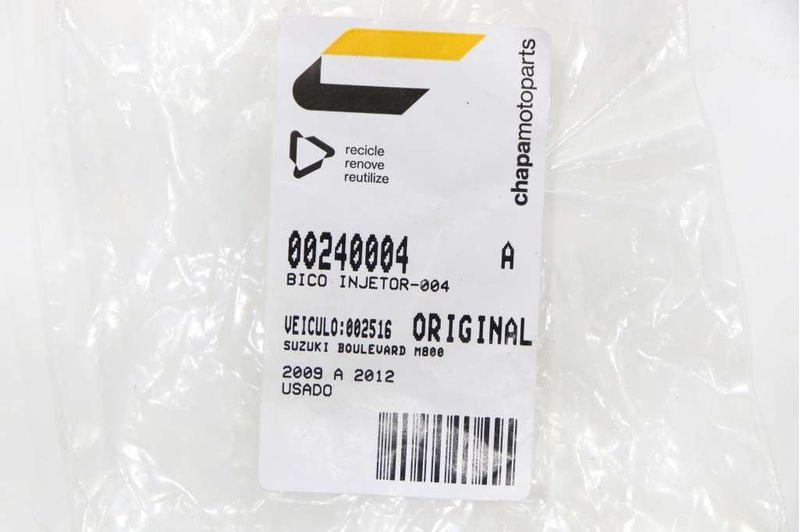 chapamotoparts
recicle
renove
reutilize
00240004 A
BICO INJETOR-004
VEICULO:002516 ORIGINAL
SUZUKI BOULEVARD M800
2009 A 2012
USADO